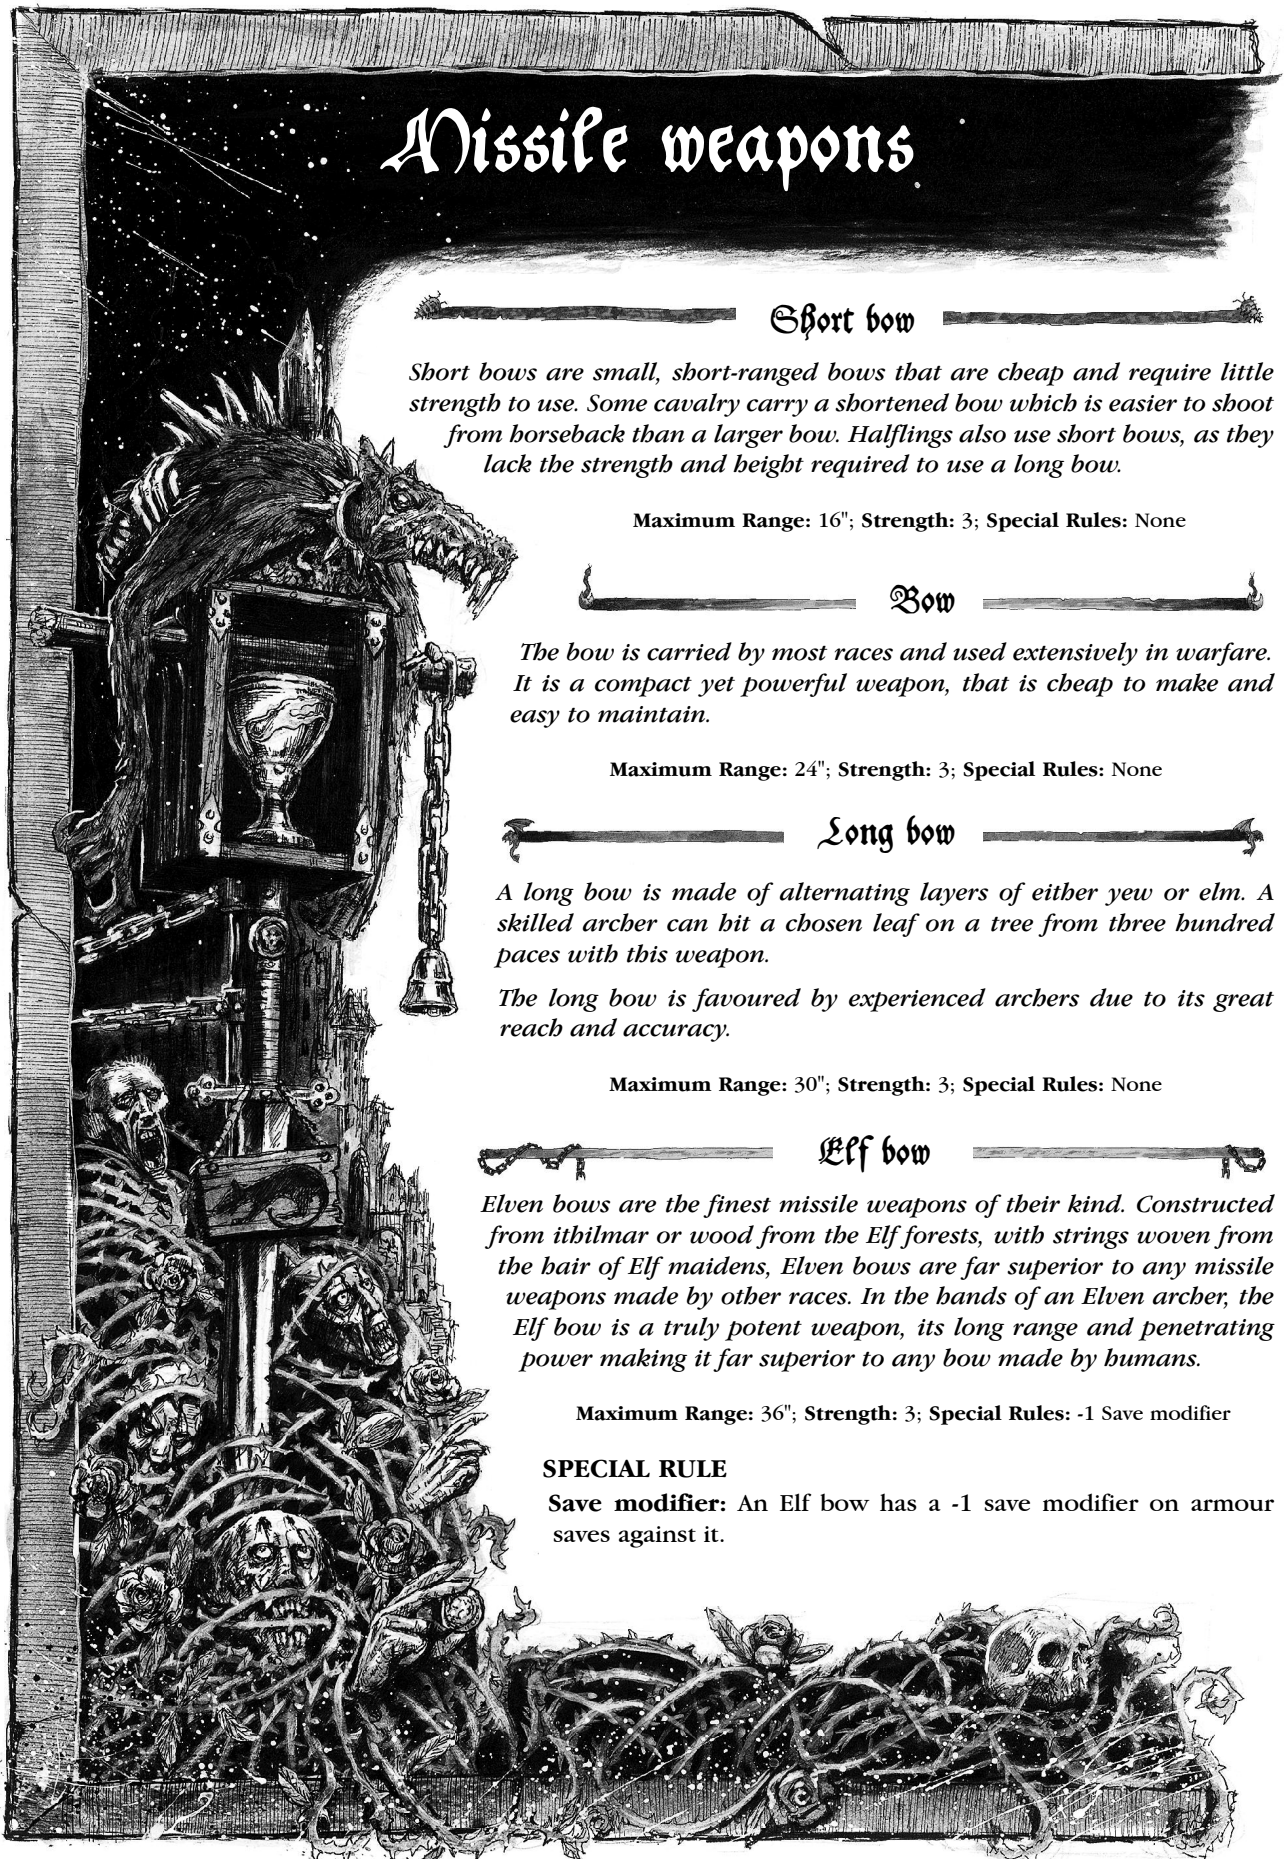 Missile weapons
Short bow
Short bows are small, short-ranged bows that are cheap and require little
strength to use. Some cavalry carry a shortened bow which is easier to shoot
from horseback than a larger bow. Halflings also use short bows, as they
lack the strength and height required to use a long bow.
Maximum Range: 16"; Strength: 3; Special Rules: None
Bow
The bow is carried by most races and used extensively in warfare.
It is a compact yet powerful weapon, that is cheap to make and
easy to maintain.
Maximum Range: 24"; Strength: 3; Special Rules: None
Long bow
A long bow is made of alternating layers of either yew or elm. A
skilled archer can hit a chosen leaf on a tree from three hundred
paces with this weapon.
The long bow is favoured by experienced archers due to its great
reach and accuracy.
Maximum Range: 30"; Strength: 3; Special Rules: None
Elf bow
Elven bows are the finest missile weapons of their kind. Constructed
from ithilmar or wood from the Elf forests, with strings woven from
the hair of Elf maidens, Elven bows are far superior to any missile
weapons made by other races. In the hands of an Elven archer, the
Elf bow is a truly potent weapon, its long range and penetrating
power making it far superior to any bow made by humans.
Maximum Range: 36"; Strength: 3; Special Rules: -1 Save modifier
SPECIAL RULE
Save modifier: An Elf bow has a -1 save modifier on armour
saves against it.